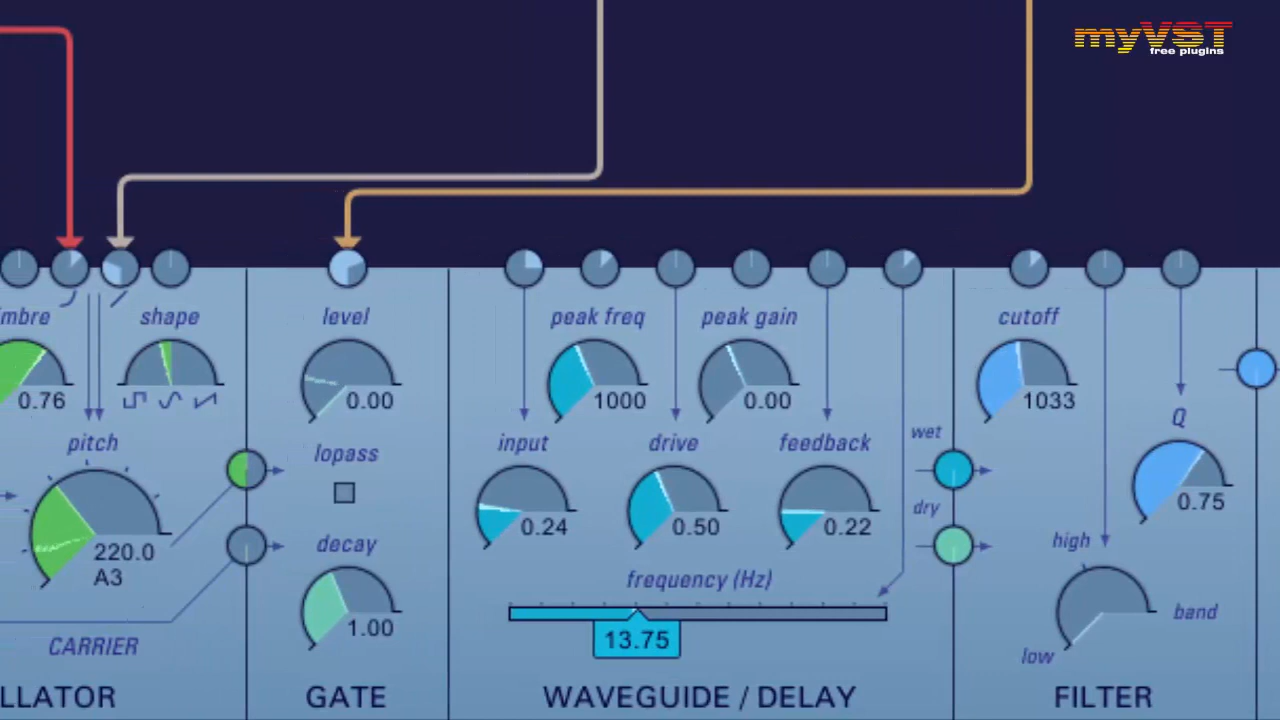 myVST
free plugins
imbre
shape
level
peak freq
peak gain
cutoff
0.76
0.00
1000
0.00
1033
pitch
lopass
input
drive
feedback
wet
Q
220.0
A3
0.24
0.50
0.22
dry
0.75
decay
high
frequency (Hz)
1.00
13.75
band
CARRIER
low
LLATOR
GATE
WAVEGUIDE / DELAY
FILTER